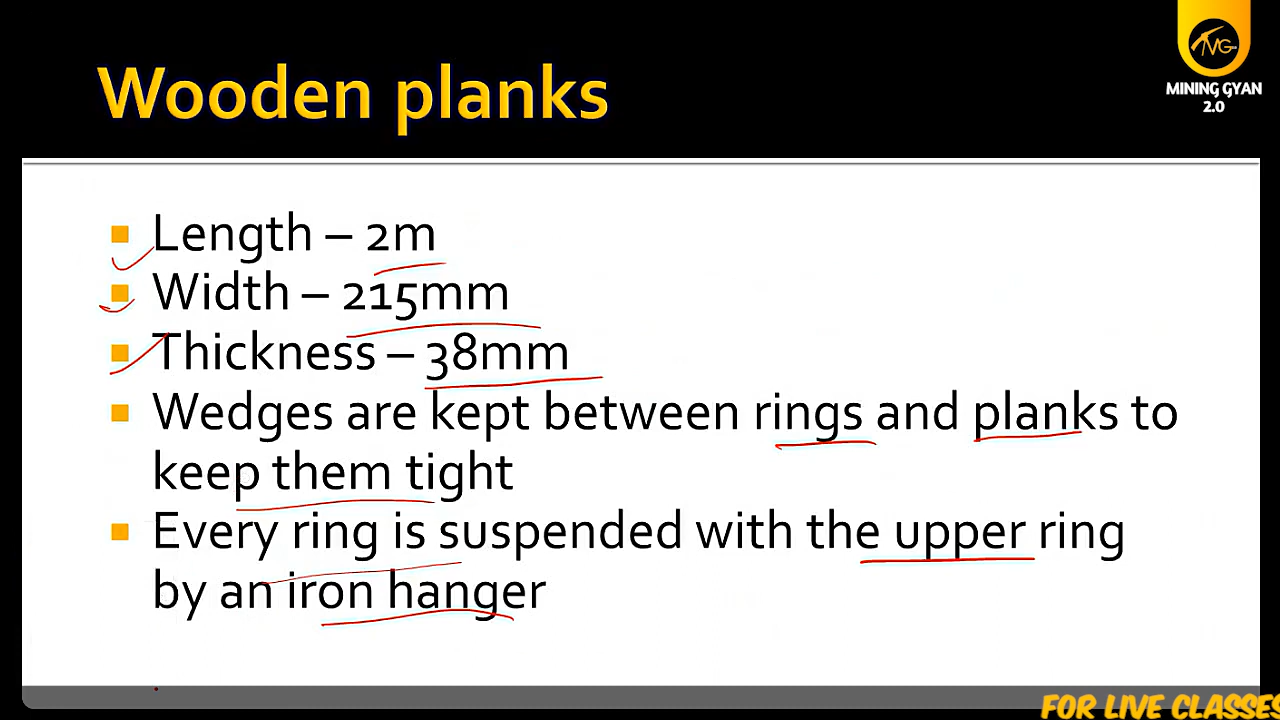 Wooden planks
MG
MINING GYAN
2.0
Length – 2m
Width – 215mm
Thickness – 38mm
Wedges are kept between rings and planks to
keep them tight
Every ring is suspended with the upper ring
by an iron hanger
FOR LIVE CLASSES